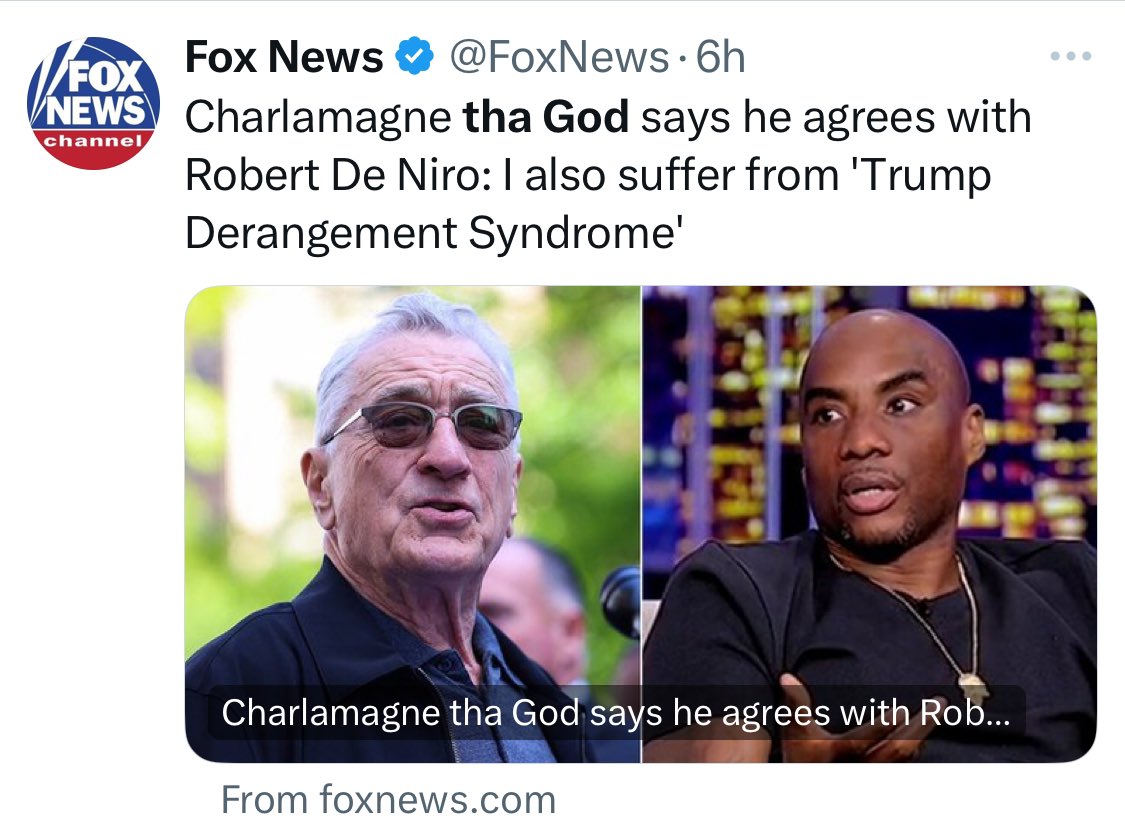 FOX
NEWS
channel
Fox News @FoxNews · 6h
Charlamagne tha God says he agrees with
Robert De Niro: I also suffer from 'Trump
Derangement Syndrome'
Charlamagne tha God says he agrees with Rob...
From foxnews.com